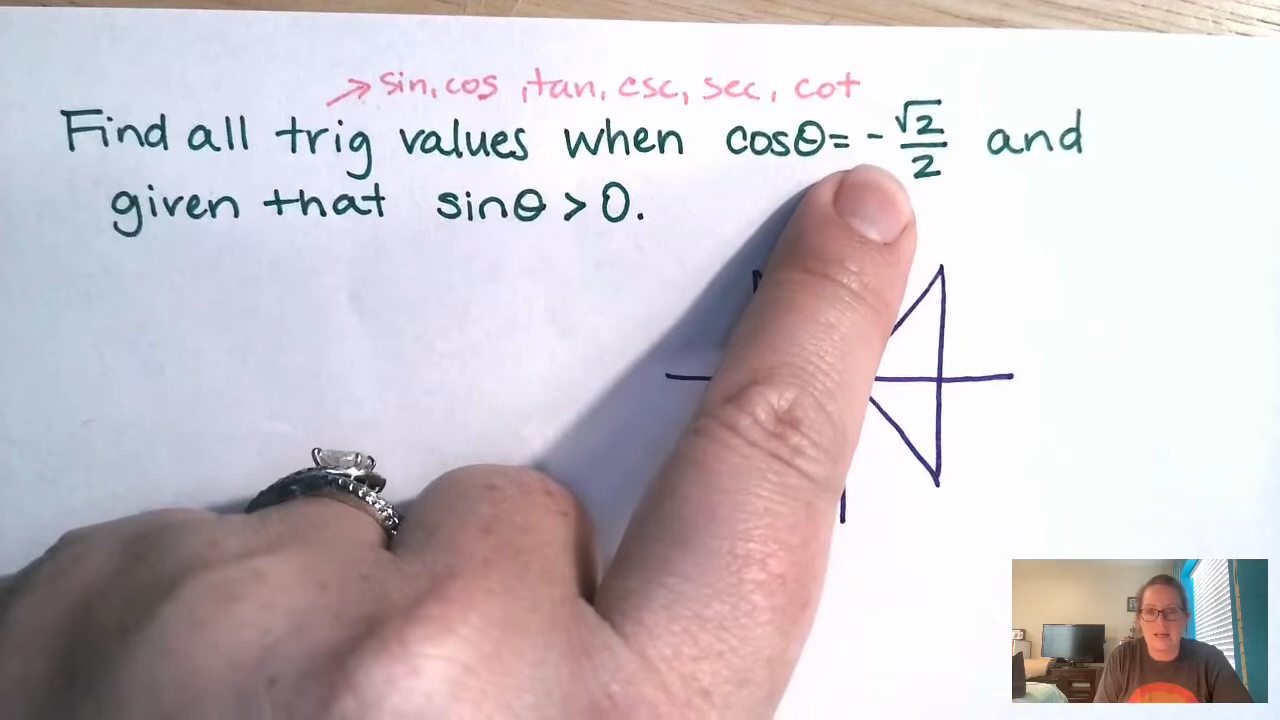 → sin, cos, tan, csc, sec, cot
Find all trig values when cosθ = -√2/2 and
given that sinθ > 0.